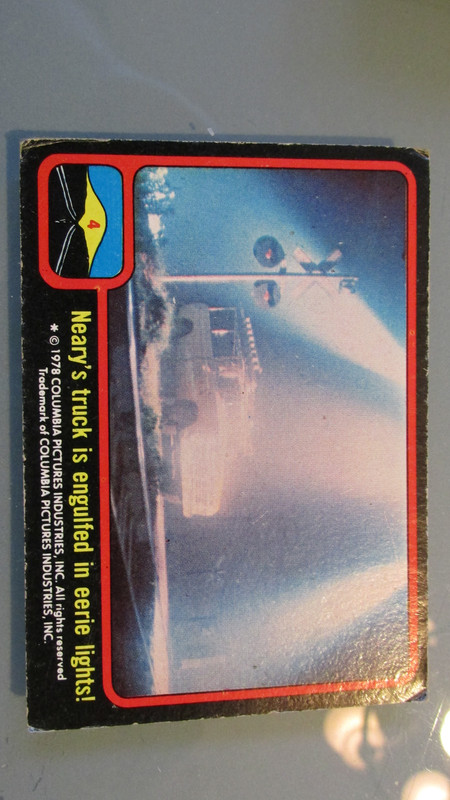 4
Neary's truck is engulfed in eerie lights!
* © 1978 COLUMBIA PICTURES INDUSTRIES, INC. All rights reserved
Trademark of COLUMBIA PICTURES INDUSTRIES, INC.